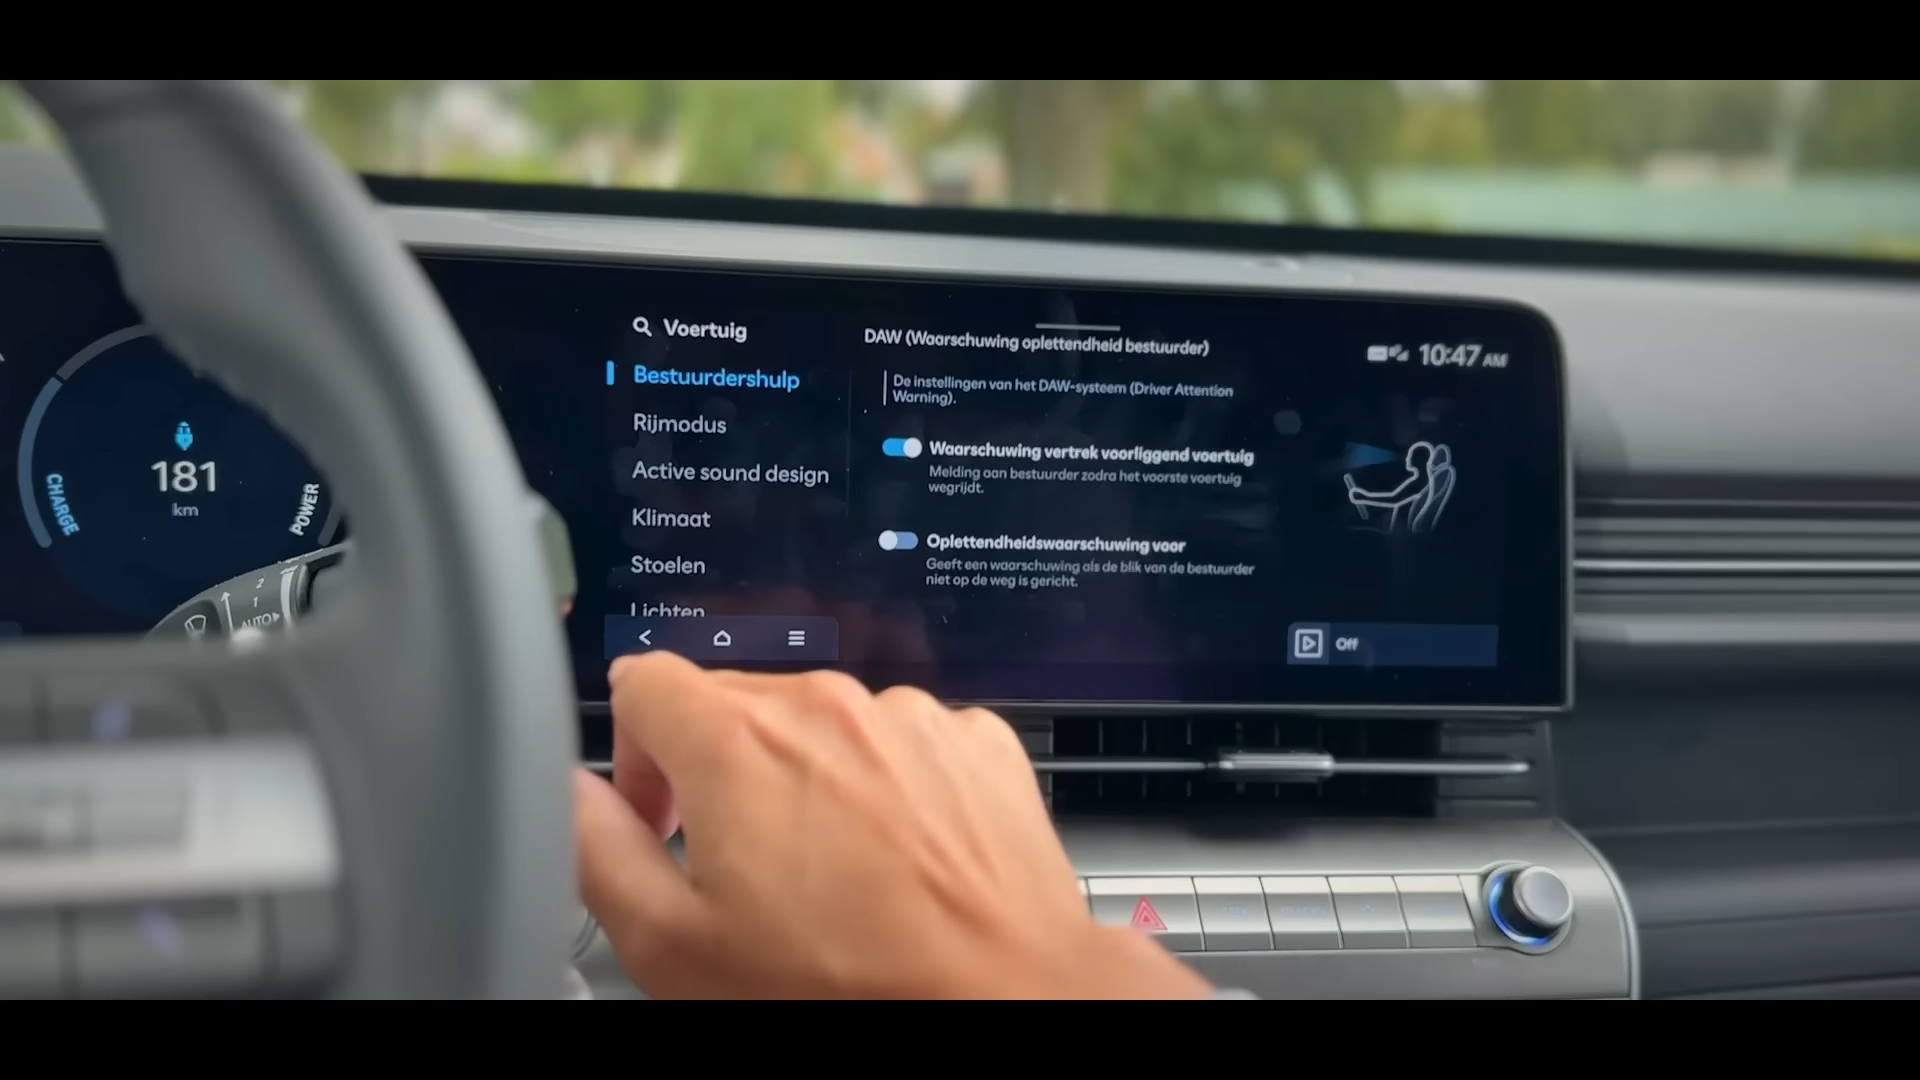 CHARGE
181
km
POWER
2
1
AUTO
Voertuig
Bestuurdershulp
Rijmodus
Active sound design
Klimaat
Stoelen
Lichten
DAW (Waarschuwing oplettendheid bestuurder)
De instellingen van het DAW-systeem (Driver Attention
Warning).
Waarschuwing vertrek voorliggend voertuig
Melding aan bestuurder zodra het voorste voertuig
wegrijdt.
Oplettendheidswaarschuwing voor
Geeft een waarschuwing als de blik van de bestuurder
niet op de weg is gericht.
10:47 AM
Off